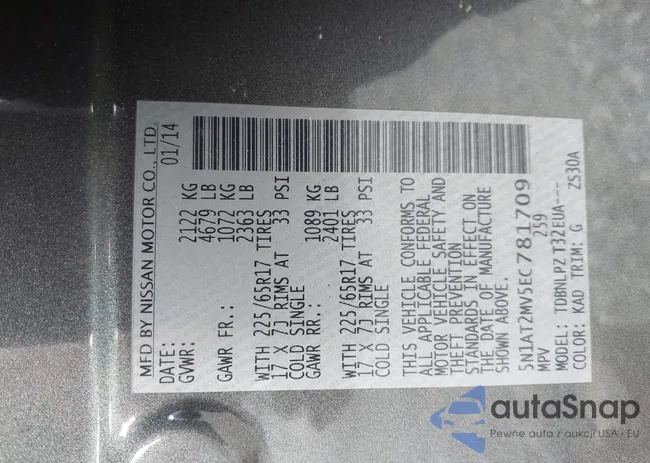 MFD BY NISSAN MOTOR CO., LTD.
DATE: 01/14
GVWR: 2122 KG
4679 LB
GAWR FR.: 1072 KG
2363 LB
WITH 225/65R17 TIRES
17 X 7J RIMS AT 33 PSI
COLD SINGLE
GAWR RR.: 1089 KG
2401 LB
WITH 225/65R17 TIRES
17 X 7J RIMS AT 33 PSI
COLD SINGLE
THIS VEHICLE CONFORMS TO
ALL APPLICABLE FEDERAL
MOTOR VEHICLE SAFETY AND
THEFT PREVENTION
STANDARDS IN EFFECT ON
THE DATE OF MANUFACTURE
SHOWN ABOVE.
5N1AT2MV5EC781709
MPV 259
MODEL: TDBNLPZ T32EUA---
COLOR: KAD TRIM: G ZS30A
autaSnap
Pewne auta z aukcji USA i EU